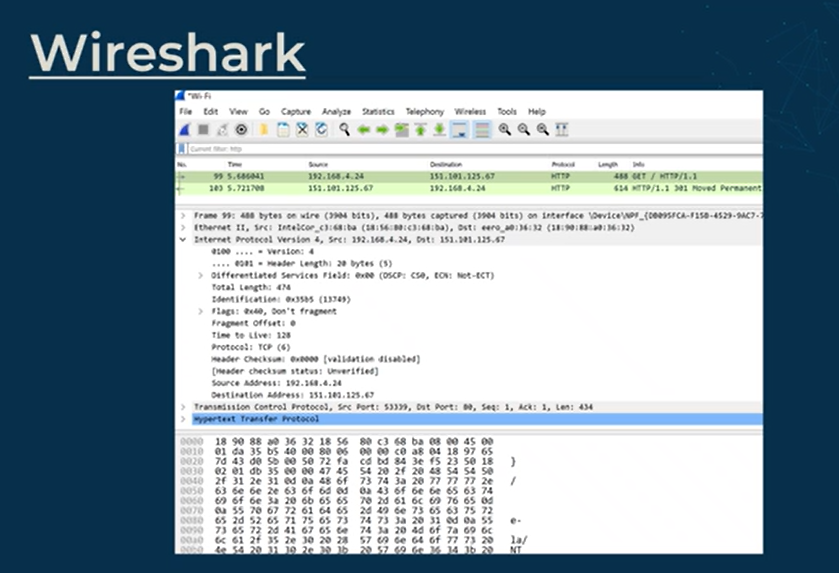 Wireshark
*Wi-Fi
File Edit View Go Capture Analyze Statistics Telephony Wireless Tools Help
Current filter: http
No. Time Source Destination Protocol Length Info
99 5.686041 192.168.4.24 151.101.125.67 HTTP 488 GET / HTTP/1.1
103 5.721708 151.101.125.67 192.168.4.24 HTTP 614 HTTP/1.1 301 Moved Permanent
Frame 99: 488 bytes on wire (3904 bits), 488 bytes captured (3904 bits) on interface \Device\NPF_{DB095FCA-F15B-4529-9AC7-7
Ethernet II, Src: IntelCor_c3:68:ba (18:56:80:c3:68:ba), Dst: eero_a0:36:32 (18:90:88:a0:36:32)
Internet Protocol Version 4, Src: 192.168.4.24, Dst: 151.101.125.67
0100 .... = Version: 4
.... 0101 = Header Length: 20 bytes (5)
Differentiated Services Field: 0x00 (DSCP: CS0, ECN: Not-ECT)
Total Length: 474
Identification: 0x35b5 (13749)
Flags: 0x40, Don't fragment
Fragment Offset: 0
Time to Live: 128
Protocol: TCP (6)
Header Checksum: 0x0000 [validation disabled]
[Header checksum status: Unverified]
Source Address: 192.168.4.24
Destination Address: 151.101.125.67
Transmission Control Protocol, Src Port: 53339, Dst Port: 80, Seq: 1, Ack: 1, Len: 434
Hypertext Transfer Protocol
0000 18 90 88 a0 36 32 18 56 80 c3 68 ba 08 00 45 00
0010 01 da 35 b5 40 00 80 06 00 00 c0 a8 04 18 97 65
0020 7d 43 d0 5b 00 50 72 fa cd bd 84 3e f5 23 50 18 }
0030 02 01 db 35 00 00 47 45 54 20 2f 20 48 54 54 50
0040 2f 31 2e 31 0d 0a 48 6f 73 74 3a 20 77 77 77 2e /
0050 63 6e 6e 2e 63 6f 6d 0d 0a 43 6f 6e 6e 65 63 74
0060 69 6f 6e 3a 20 6b 65 65 70 2d 61 6c 69 76 65 0d
0070 0a 55 70 67 72 61 64 65 2d 49 6e 73 65 63 75 72
0080 65 2d 52 65 71 75 65 73 74 73 3a 20 31 0d 0a 55 e-
0090 73 65 72 2d 41 67 65 6e 74 3a 20 4d 6f 7a 69 6c
00a0 6c 61 2f 35 2e 30 20 28 57 69 6e 64 6f 77 73 20 la/
00b0 4e 54 20 31 30 2e 30 3b 20 57 69 6e 36 34 3b 20 NT